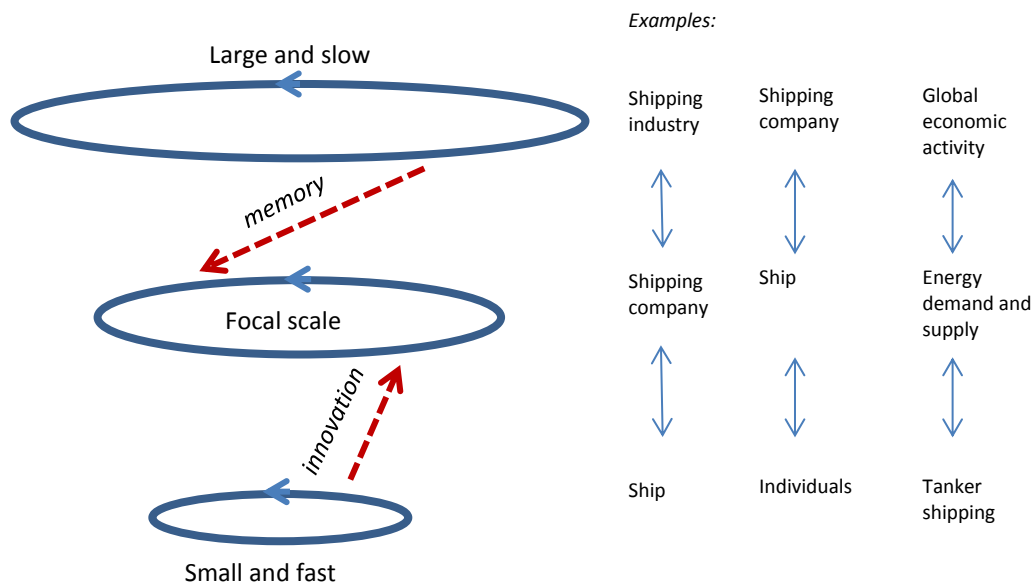 Examples:
Large and slow
Shipping
industry
Shipping
company
Global
economic
activity
memory
Shipping
company
Ship
Energy
demand and
supply
Focal scale
innovation
Ship
Individuals
Tanker
shipping
Small and fast